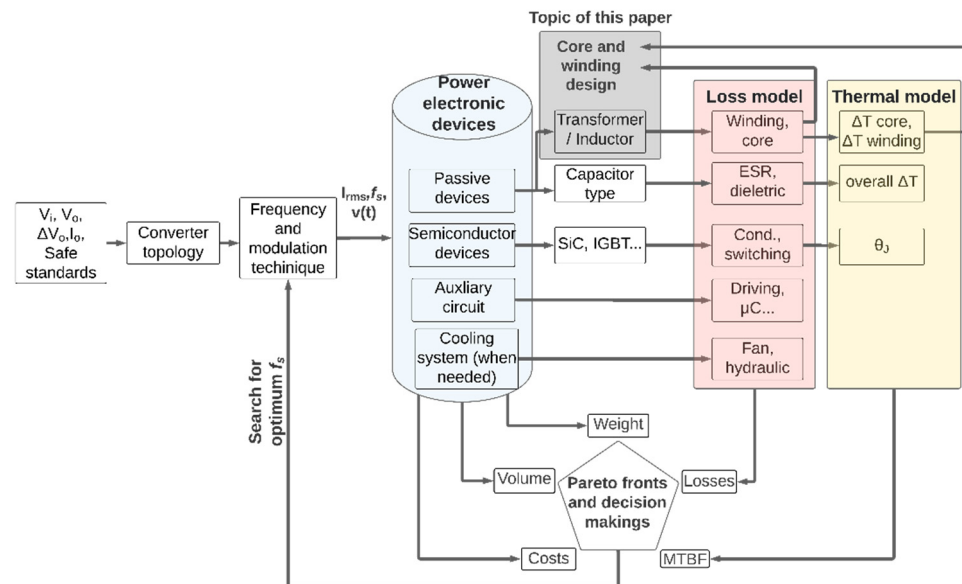 Topic of this paper
Core and
winding
design
Power
electronic
devices
Loss model
Thermal model
Transformer
/ Inductor
Winding,
core
ΔT core,
ΔT winding
Passive
devices
Capacitor
type
ESR,
dieletric
overall ΔT
Irms,fs,
v(t)
Vi, Vo,
ΔVo,Io,
Safe
standards
Converter
topology
Frequency
and
modulation
techinique
Semiconductor
devices
SiC, IGBT...
Cond.,
switching
θJ
Auxliary
circuit
Driving,
μC...
Cooling
system (when
needed)
Fan,
hydraulic
Search for
optimum fs
Weight
Volume
Pareto fronts
and decision
makings
Losses
Costs
MTBF